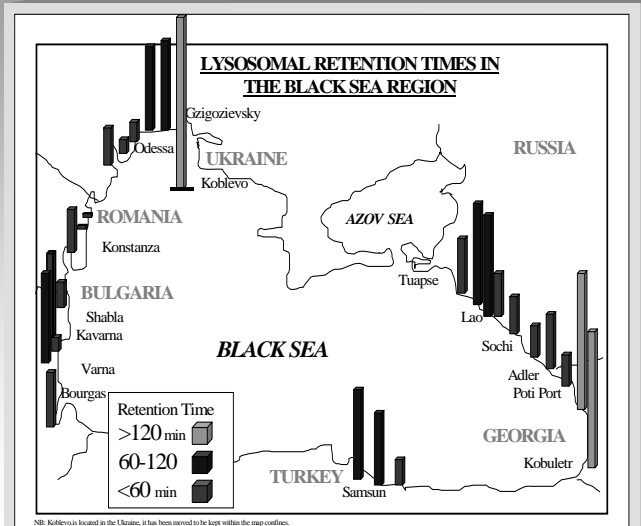 LYSOSOMAL RETENTION TIMES IN
THE BLACK SEA REGION
Gzigozievsky
Odessa
UKRAINE
RUSSIA
Koblevo
ROMANIA
AZOV SEA
Konstanza
Tuapse
BULGARIA
Shabla
Lao
Kavarna
Sochi
BLACK SEA
Varna
Adler
Bourgas
Poti Port
Retention Time
>120 min
60-120
<60 min
GEORGIA
Kobuletr
TURKEY
Samsun
NB: Koblevo.is located in the Ukraine, it has been moved to be kept within the map confines.